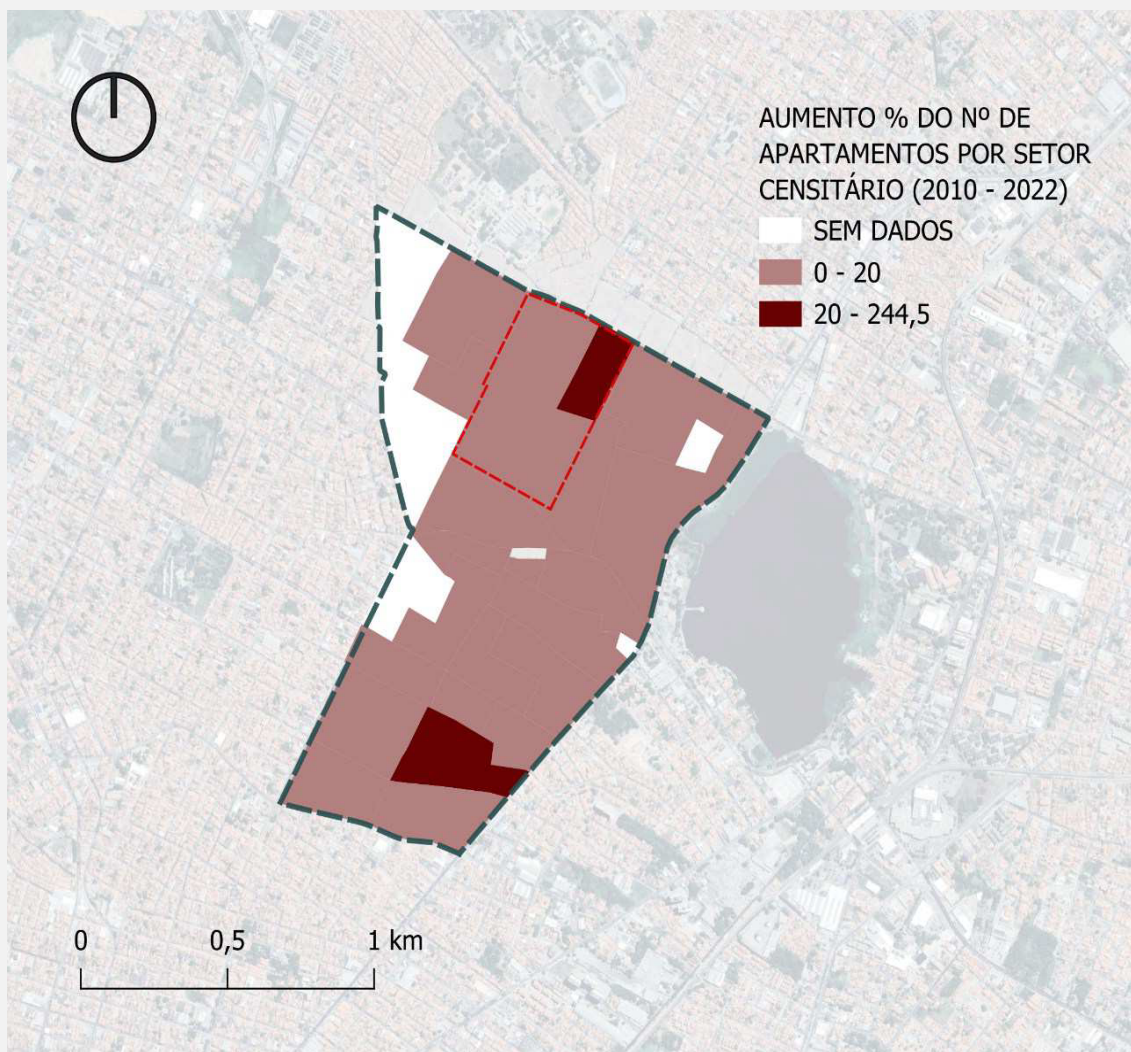 AUMENTO % DO Nº DE
APARTAMENTOS POR SETOR
CENSITÁRIO (2010 - 2022)
SEM DADOS
0 - 20
20 - 244,5
0 0,5 1 km